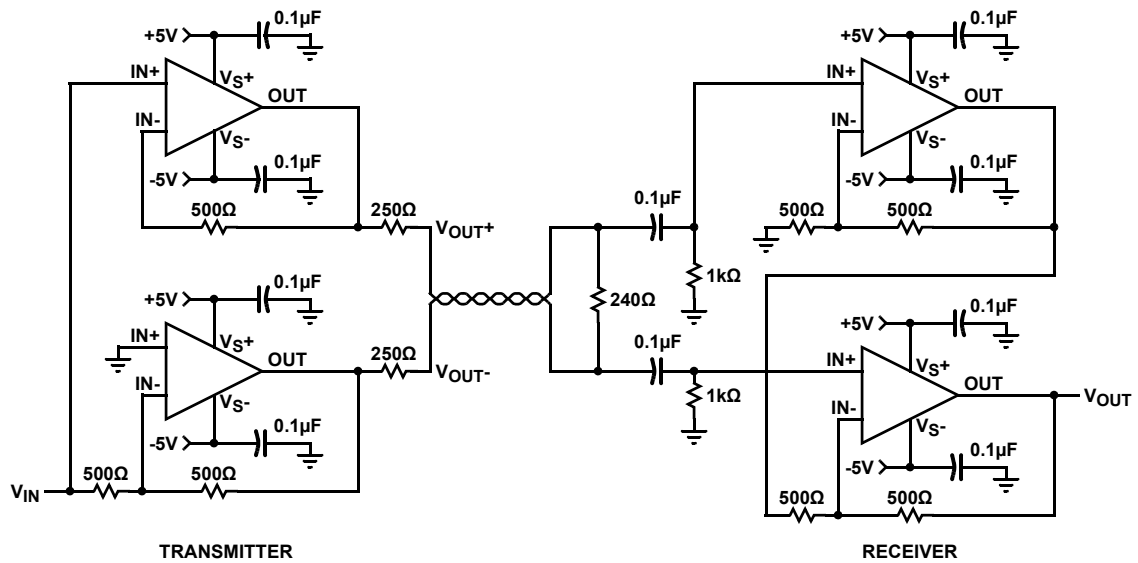 0.1µF
+5V
IN+
VS+
OUT
IN-
VS-
0.1µF
-5V
500Ω
250Ω
VOUT+
0.1µF
+5V
IN+
VS+
OUT
250Ω
VOUT-
IN-
VS-
0.1µF
-5V
500Ω
500Ω
VIN
TRANSMITTER
0.1µF
1kΩ
240Ω
0.1µF
1kΩ
0.1µF
+5V
IN+
VS+
OUT
IN-
VS-
0.1µF
-5V
500Ω
500Ω
0.1µF
+5V
IN+
VS+
OUT
VOUT
IN-
VS-
0.1µF
-5V
500Ω
500Ω
RECEIVER